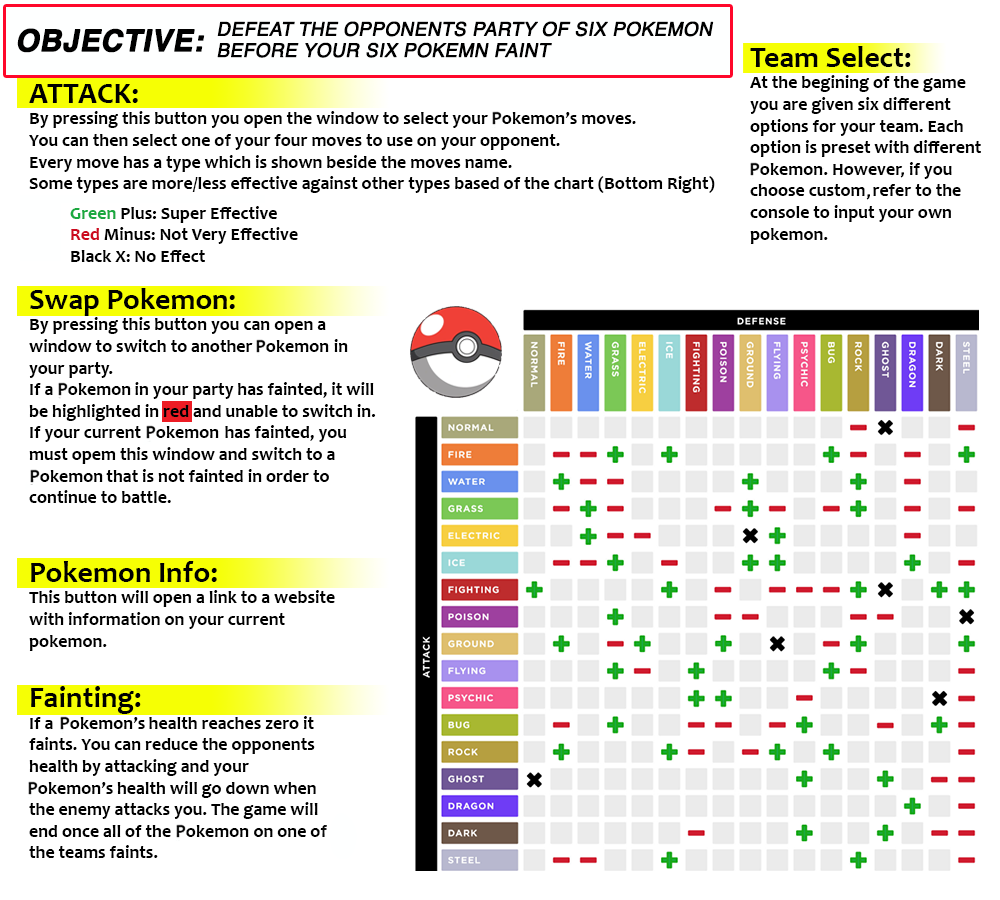 OBJECTIVE: DEFEAT THE OPPONENTS PARTY OF SIX POKEMON
BEFORE YOUR SIX POKEMN FAINT
ATTACK:
By pressing this button you open the window to select your Pokemon's moves.
You can then select one of your four moves to use on your opponent.
Every move has a type which is shown beside the moves name.
Some types are more/less effective against other types based of the chart (Bottom Right)
Green Plus: Super Effective
Red Minus: Not Very Effective
Black X: No Effect
Team Select:
At the begining of the game
you are given six different
options for your team. Each
option is preset with different
Pokemon. However, if you
choose custom, refer to the
console to input your own
pokemon.
Swap Pokemon:
By pressing this button you can open a
window to switch to another Pokemon in
your party.
If a Pokemon in your party has fainted, it will
be highlighted in red and unable to switch in.
If your current Pokemon has fainted, you
must opem this window and switch to a
Pokemon that is not fainted in order to
continue to battle.
Pokemon Info:
This button will open a link to a website
with information on your current
pokemon.
Fainting:
If a Pokemon's health reaches zero it
faints. You can reduce the opponents
health by attacking and your
Pokemon's health will go down when
the enemy attacks you. The game will
end once all of the Pokemon on one of
the teams faints.
DEFENSE
NORMAL
FIRE
WATER
GRASS
ELECTRIC
ICE
FIGHTING
POISON
GROUND
FLYING
PSYCHIC
BUG
ROCK
GHOST
DRAGON
DARK
STEEL
ATTACK
NORMAL
FIRE
WATER
GRASS
ELECTRIC
ICE
FIGHTING
POISON
GROUND
FLYING
PSYCHIC
BUG
ROCK
GHOST
DRAGON
DARK
STEEL